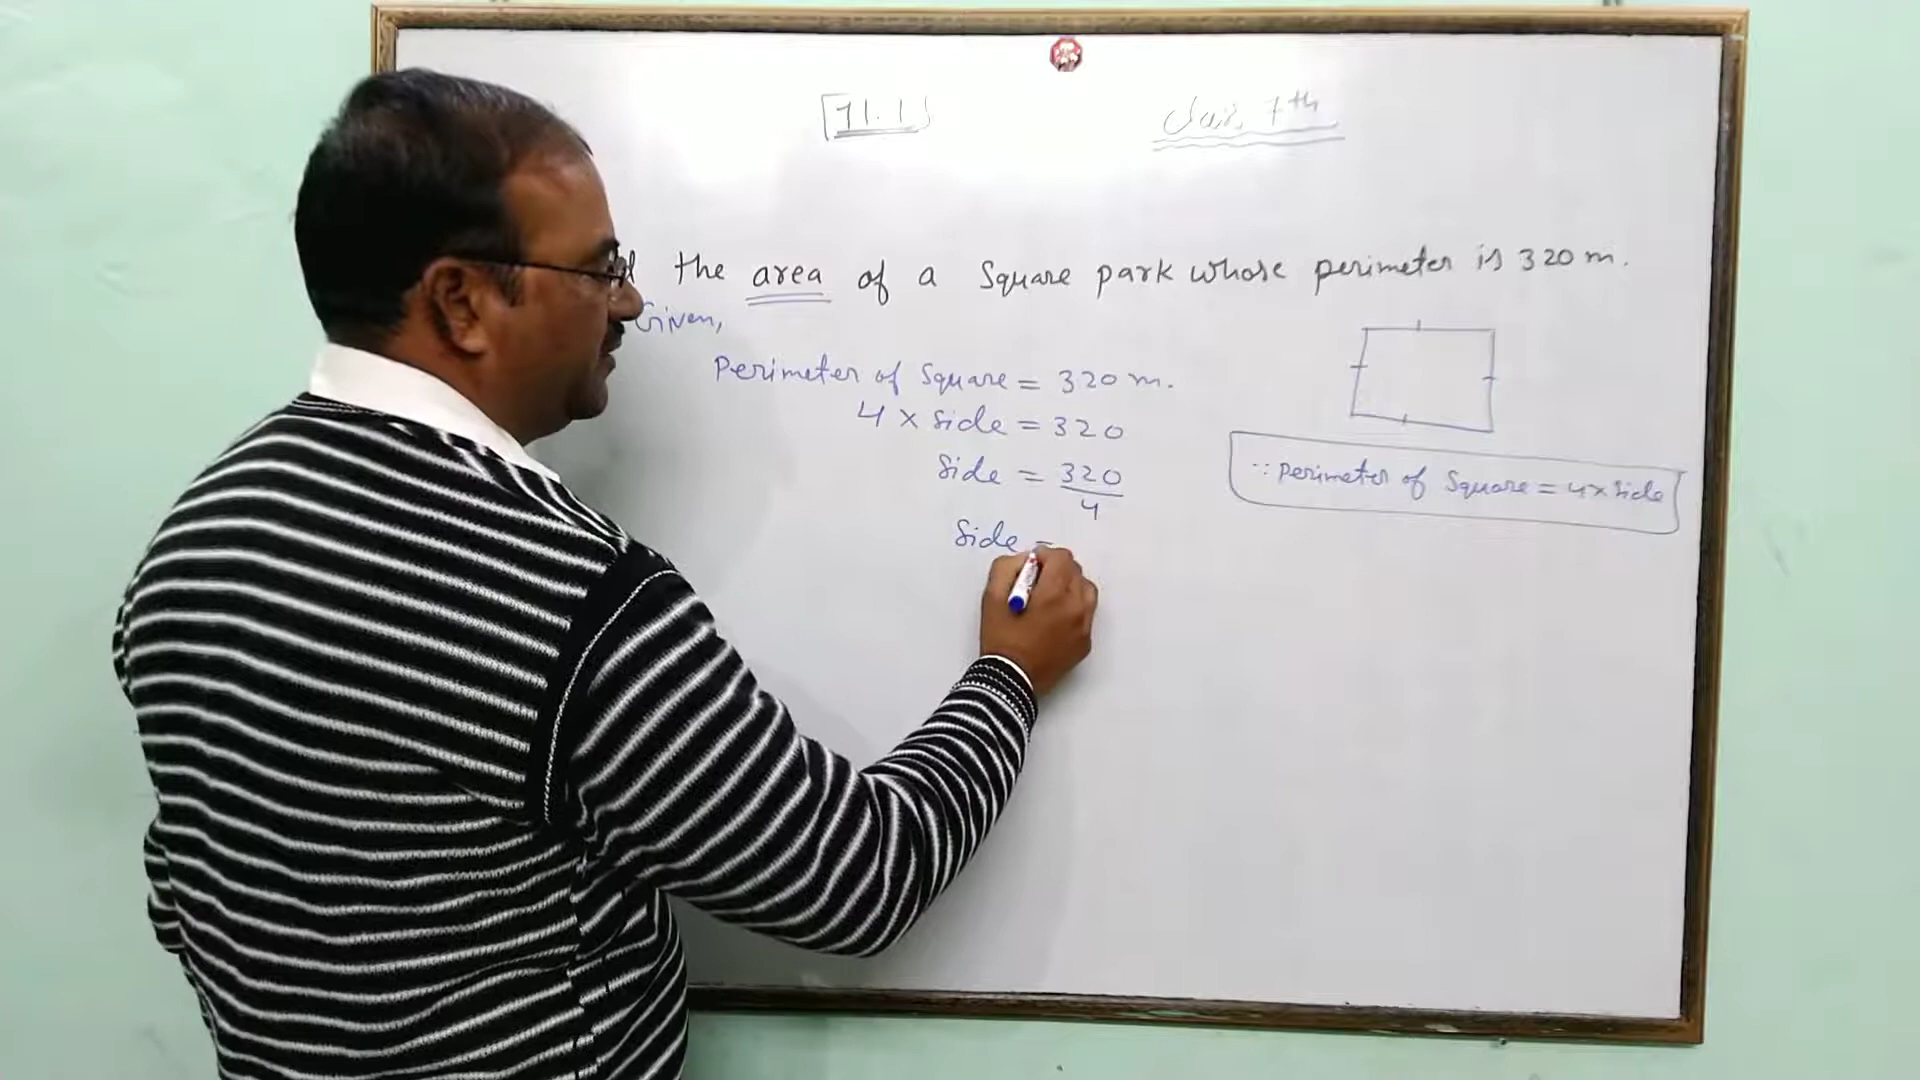 11.1
Class 7th
the area of a Square park whose perimeter is 320 m.
Given,
Perimeter of Square = 320 m.
4 × Side = 320
Side = 320
4
Side =
∵ Perimeter of Square = 4 × Side